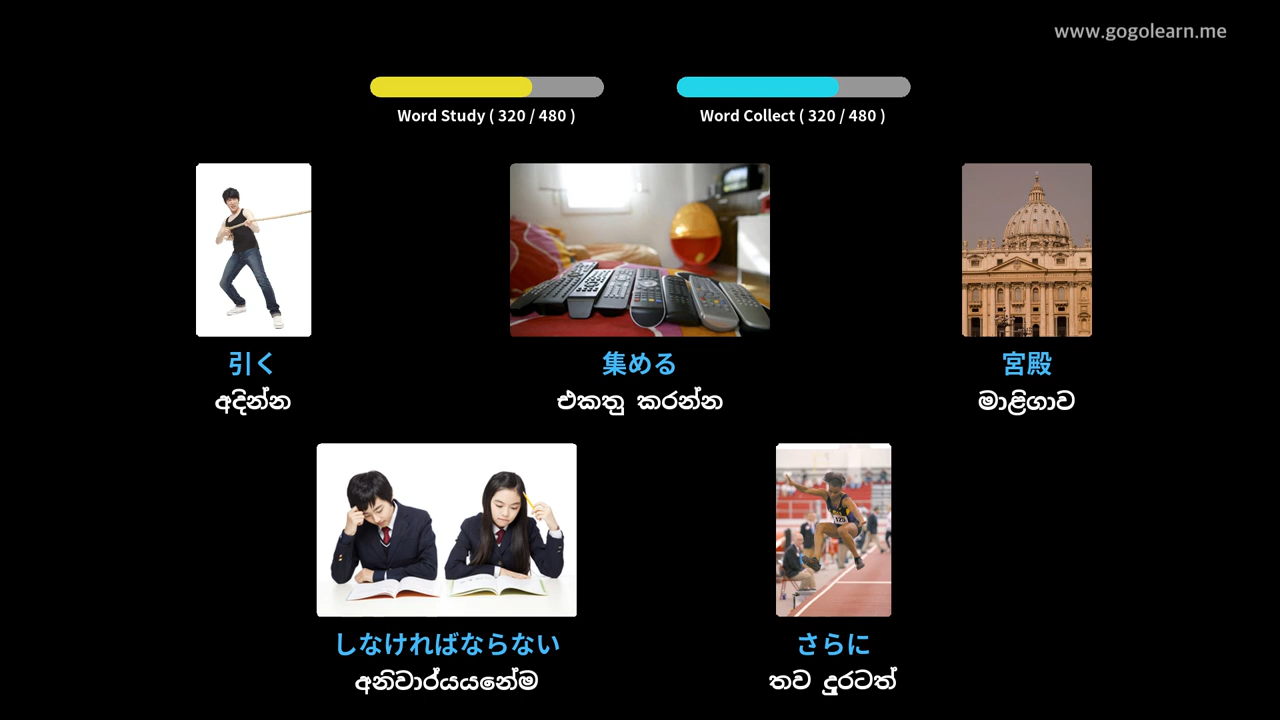 www.gogolearn.me
Word Study ( 320 / 480 )
Word Collect ( 320 / 480 )
引く
අදින්න
集める
එකතු කරන්න
宮殿
මාළිගාව
しなければならない
අනිවාර්යයනේම
さらに
තව දුරටත්